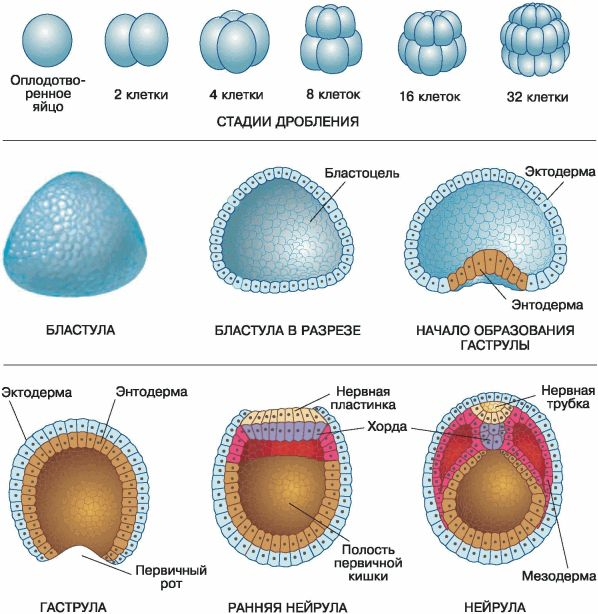 Оплодотво-
ренное
яйцо
2 клетки
4 клетки
8 клеток
16 клеток
32 клетки
СТАДИИ ДРОБЛЕНИЯ
Бластоцель
Эктодерма
Энтодерма
БЛАСТУЛА
БЛАСТУЛА В РАЗРЕЗЕ
НАЧАЛО ОБРАЗОВАНИЯ
ГАСТРУЛЫ
Эктодерма
Энтодерма
Первичный
рот
ГАСТРУЛА
Нервная
пластинка
Хорда
Полость
первичной
кишки
РАННЯЯ НЕЙРУЛА
Нервная
трубка
Мезодерма
НЕЙРУЛА